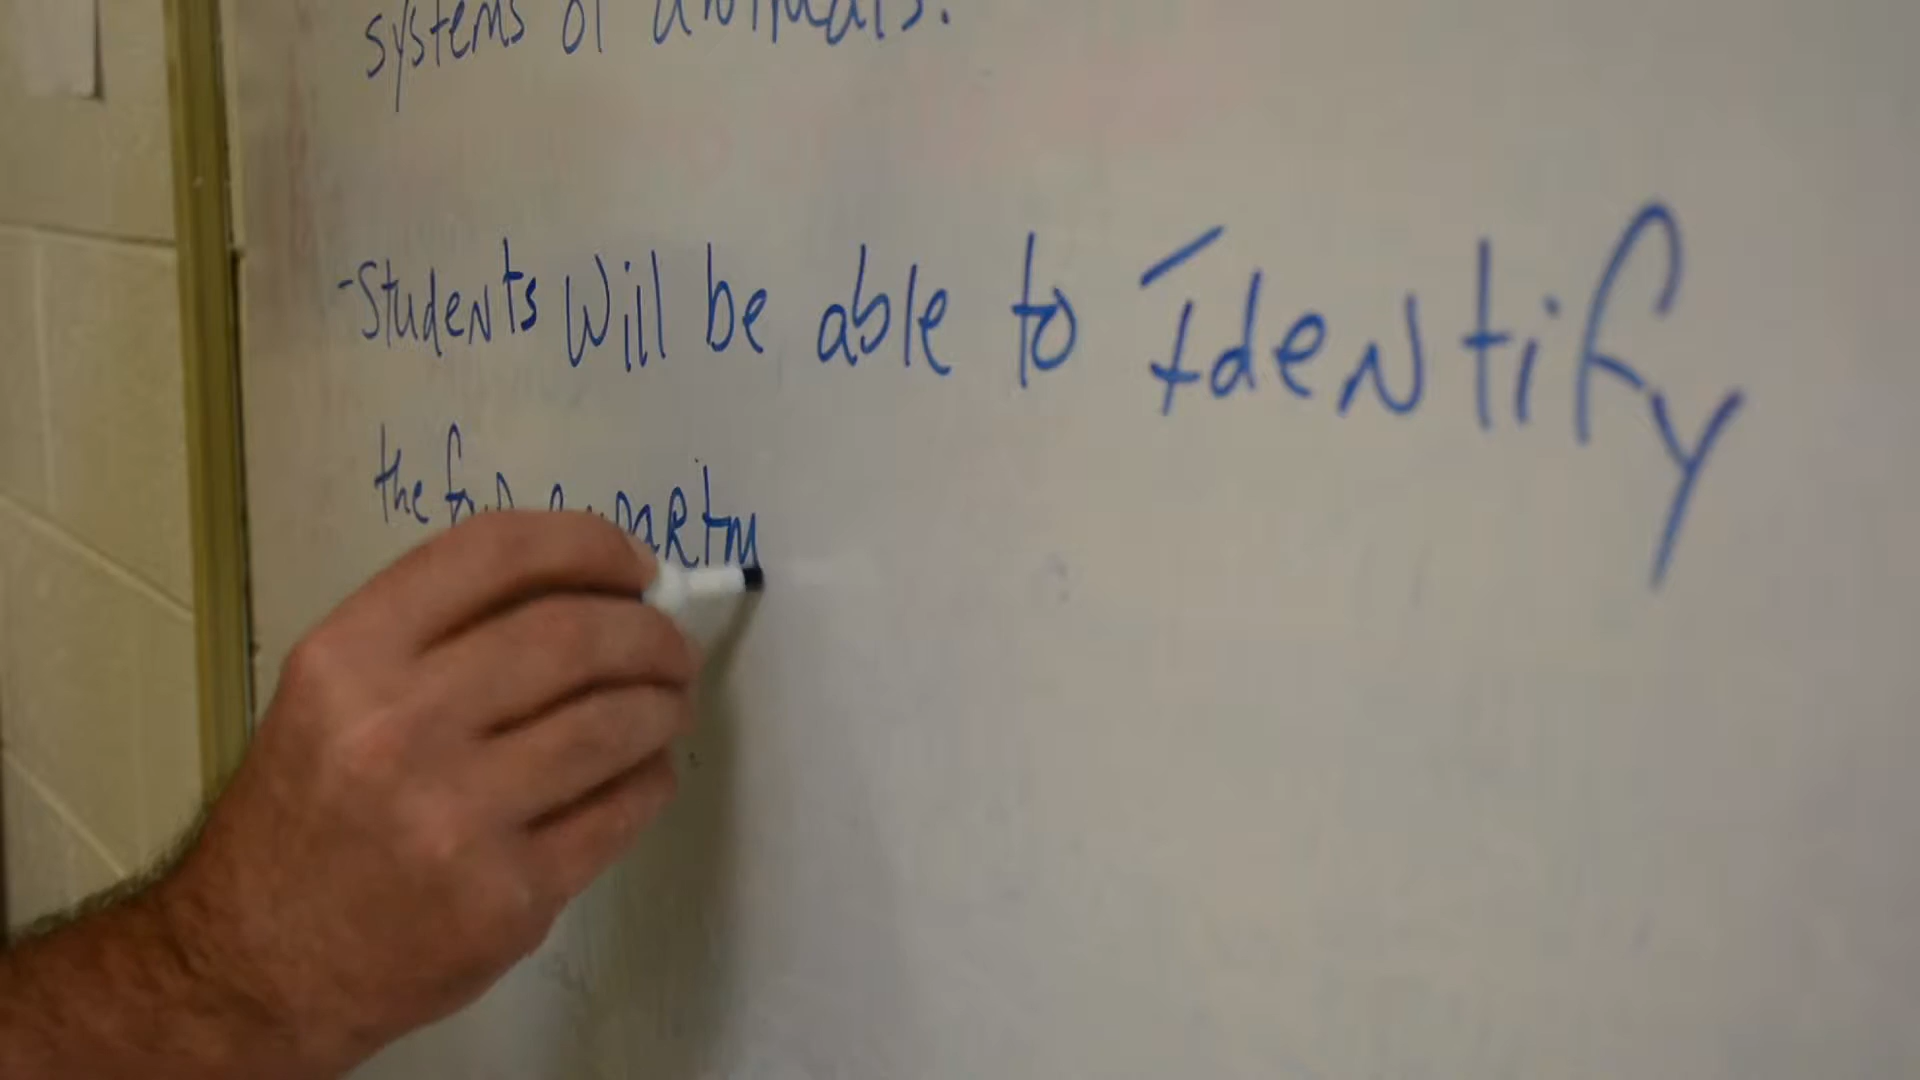 systems of animals.
-Students will be able to Identify
the